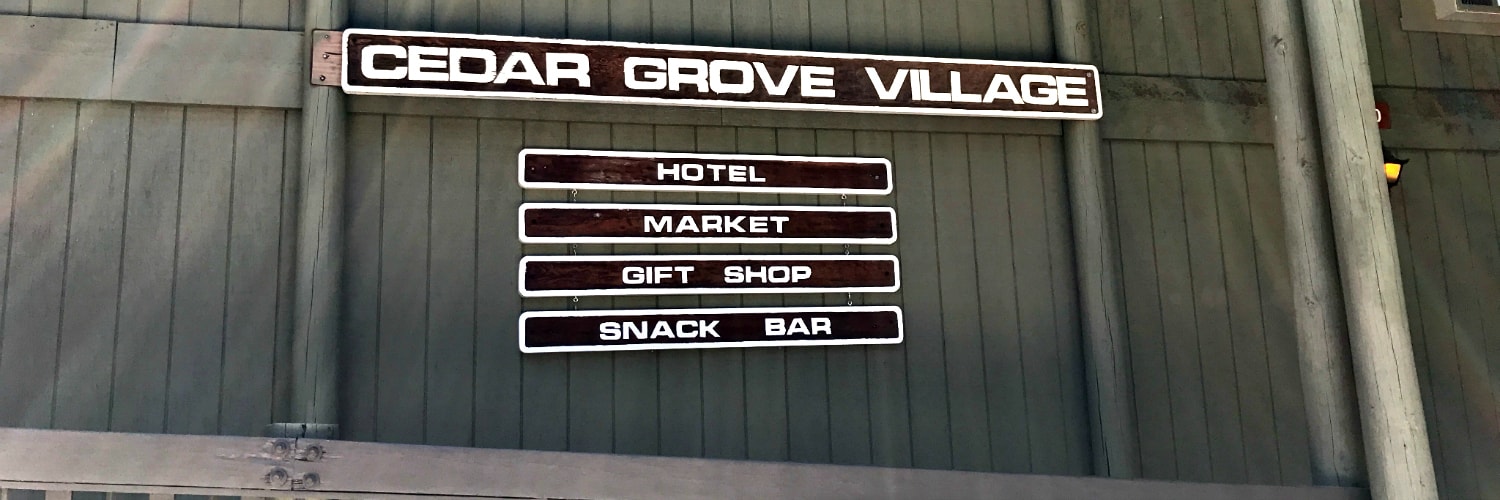 CEDAR GROVE VILLAGE
HOTEL
MARKET
GIFT SHOP
SNACK BAR